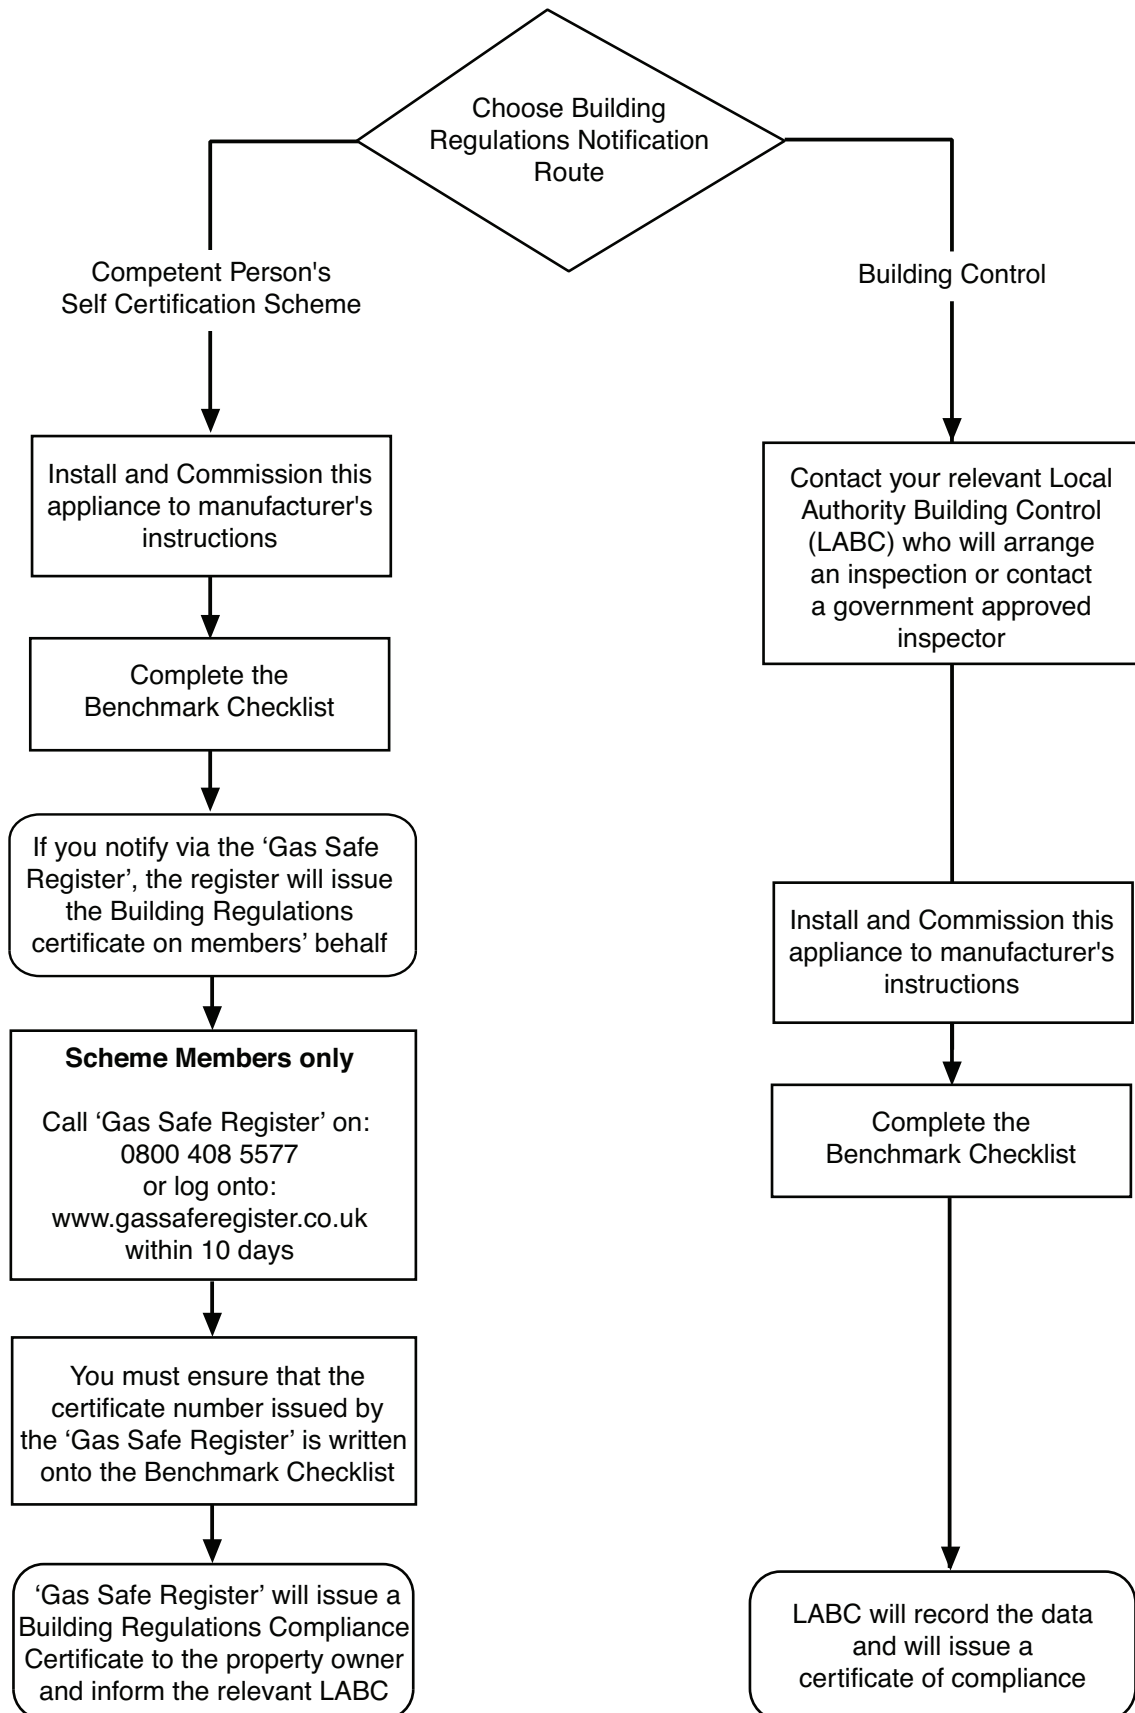 Choose Building
Regulations Notification
Route
Competent Person's
Self Certification Scheme
Building Control
Install and Commission this
appliance to manufacturer's
instructions
Contact your relevant Local
Authority Building Control
(LABC) who will arrange
an inspection or contact
a government approved
inspector
Complete the
Benchmark Checklist
If you notify via the ‘Gas Safe
Register’, the register will issue
the Building Regulations
certificate on members’ behalf
Install and Commission this
appliance to manufacturer's
instructions
Scheme Members only
Call ‘Gas Safe Register’ on:
0800 408 5577
or log onto:
www.gassaferegister.co.uk
within 10 days
Complete the
Benchmark Checklist
You must ensure that the
certificate number issued by
the ‘Gas Safe Register’ is written
onto the Benchmark Checklist
‘Gas Safe Register’ will issue a
Building Regulations Compliance
Certificate to the property owner
and inform the relevant LABC
LABC will record the data
and will issue a
certificate of compliance